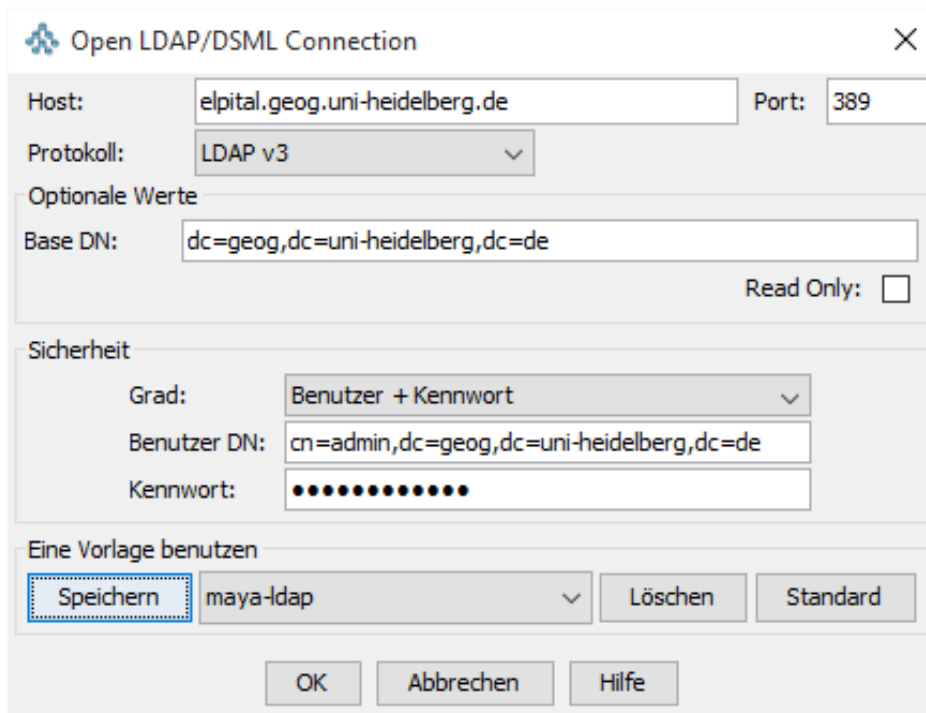 Open LDAP/DSML Connection
Host: elpital.geog.uni-heidelberg.de Port: 389
Protokoll: LDAP v3
Optionale Werte
Base DN: dc=geog,dc=uni-heidelberg,dc=de
Read Only:
Sicherheit
Grad: Benutzer + Kennwort
Benutzer DN: cn=admin,dc=geog,dc=uni-heidelberg,dc=de
Kennwort: ●●●●●●●●●●●●
Eine Vorlage benutzen
Speichern maya-ldap Löschen Standard
OK Abbrechen Hilfe